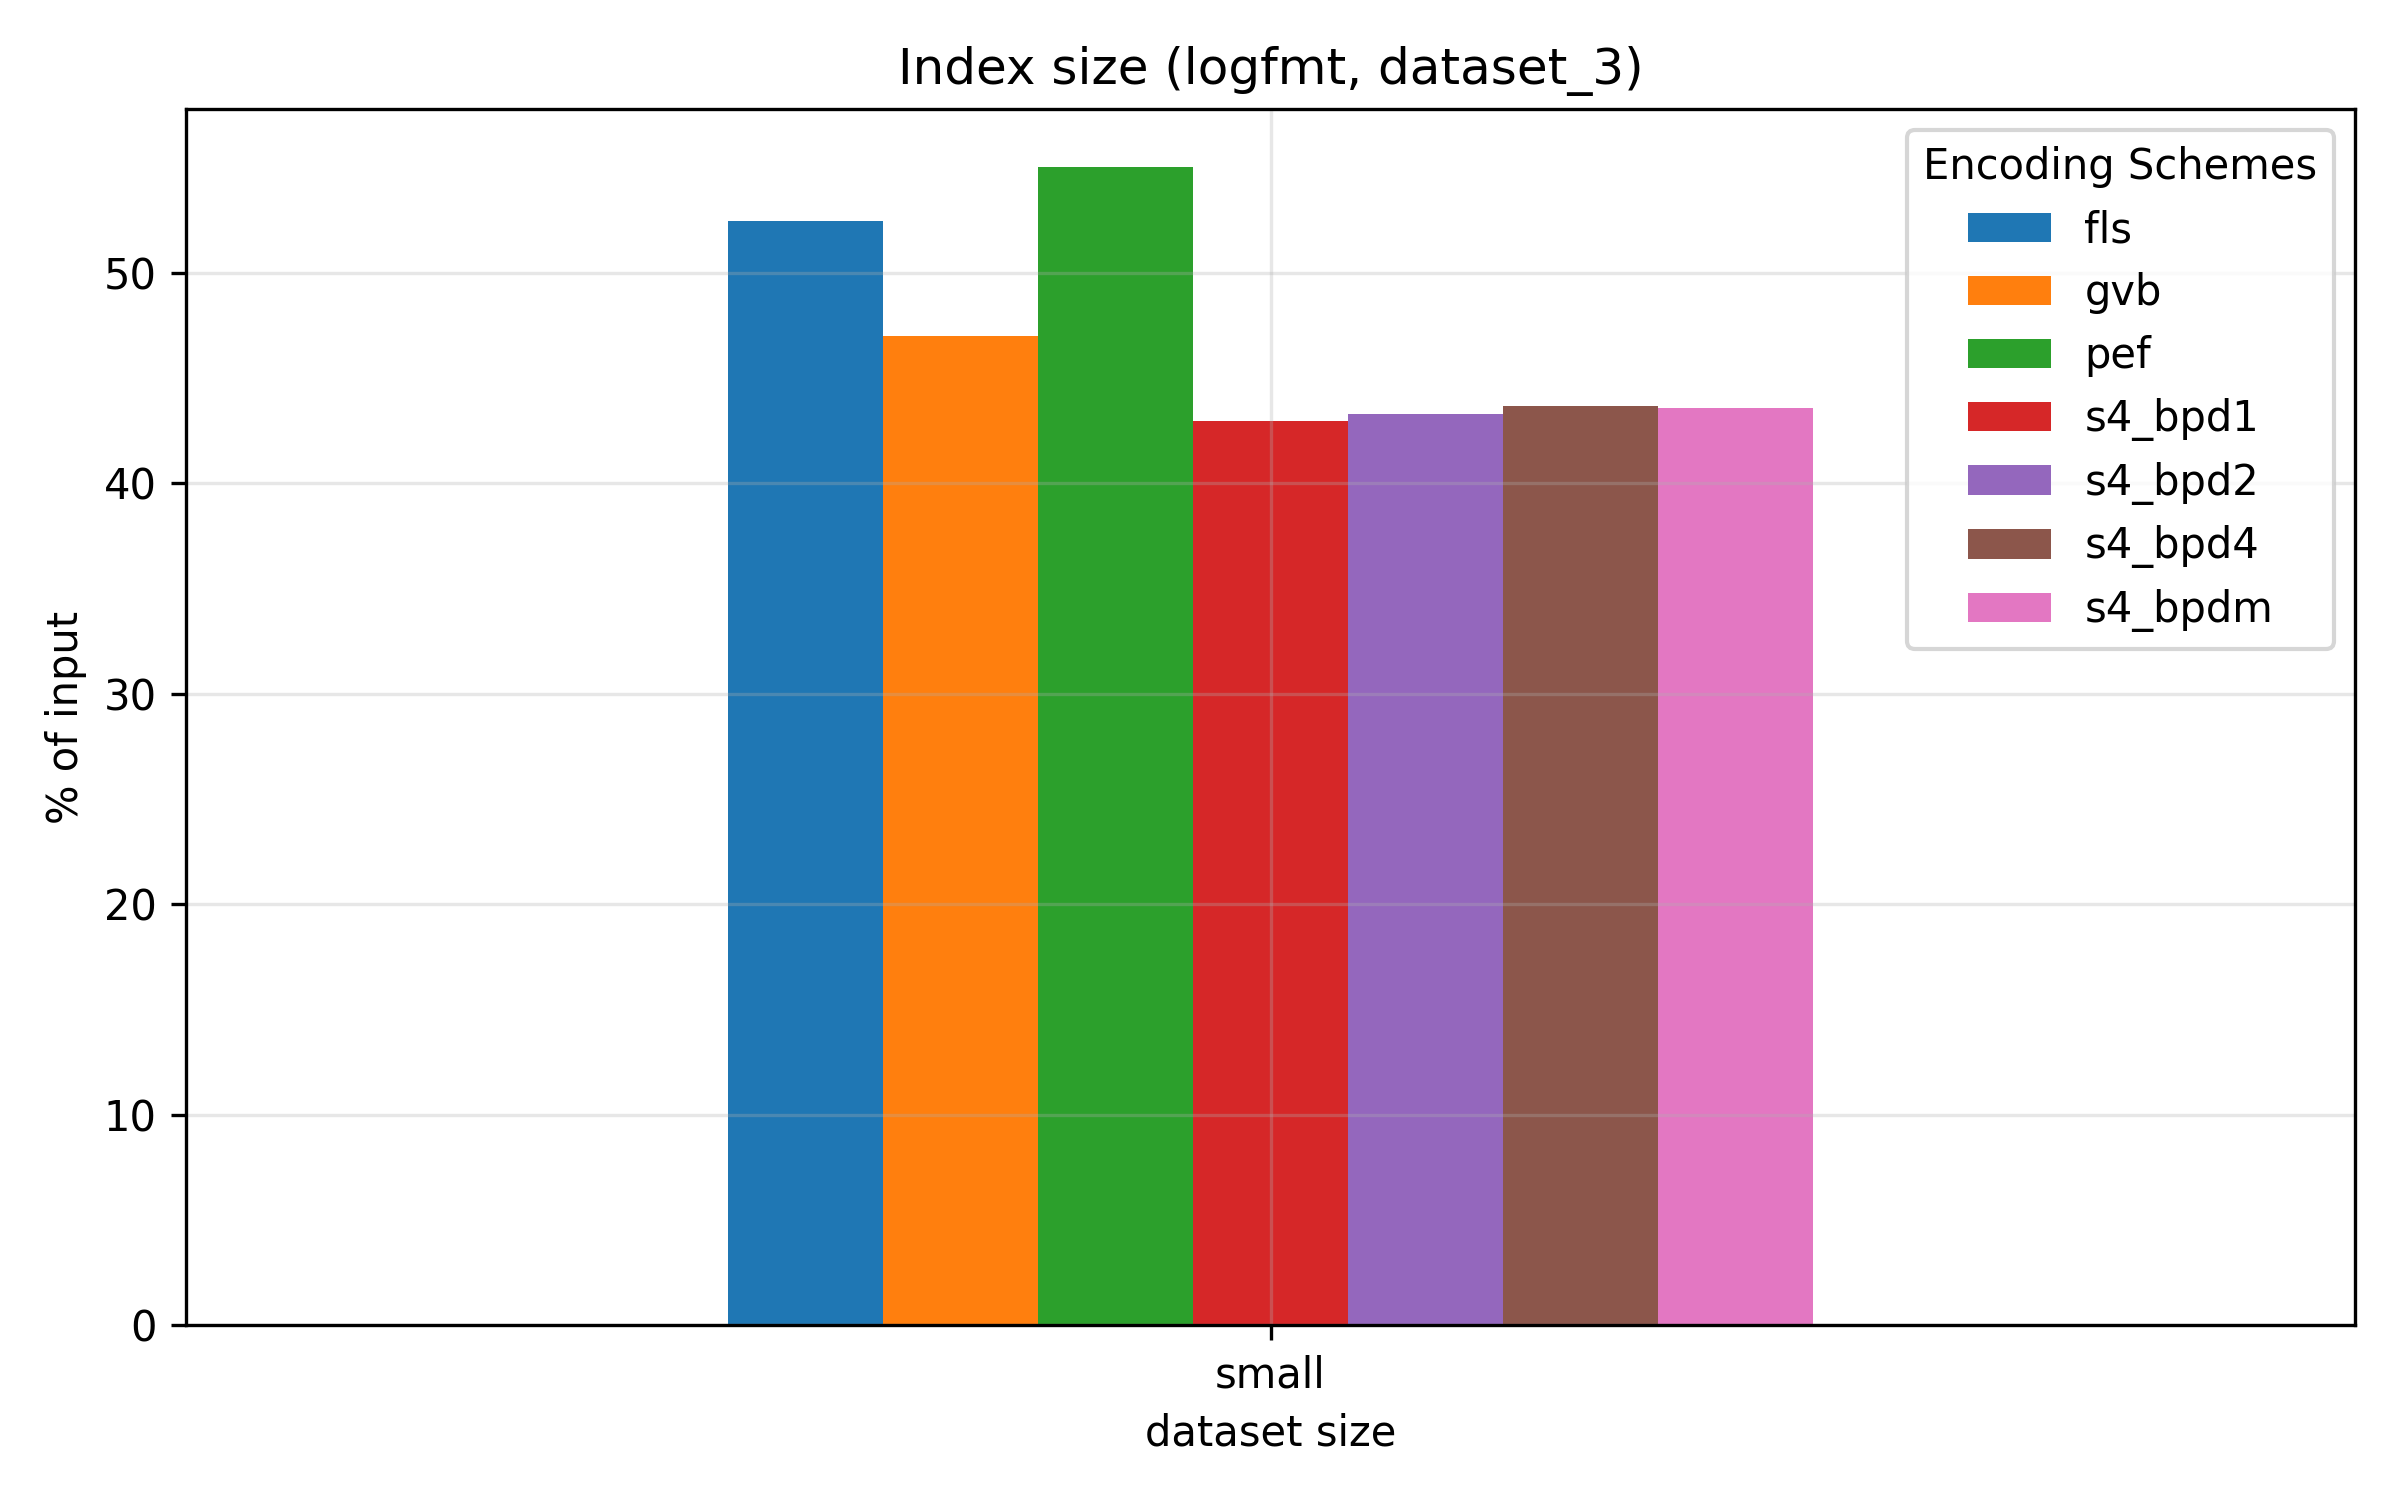 Index size (logfmt, dataset_3)
Encoding Schemes
fls
gvb
pef
s4_bpd1
s4_bpd2
s4_bpd4
s4_bpdm
% of input
50
40
30
20
10
0
small
dataset size